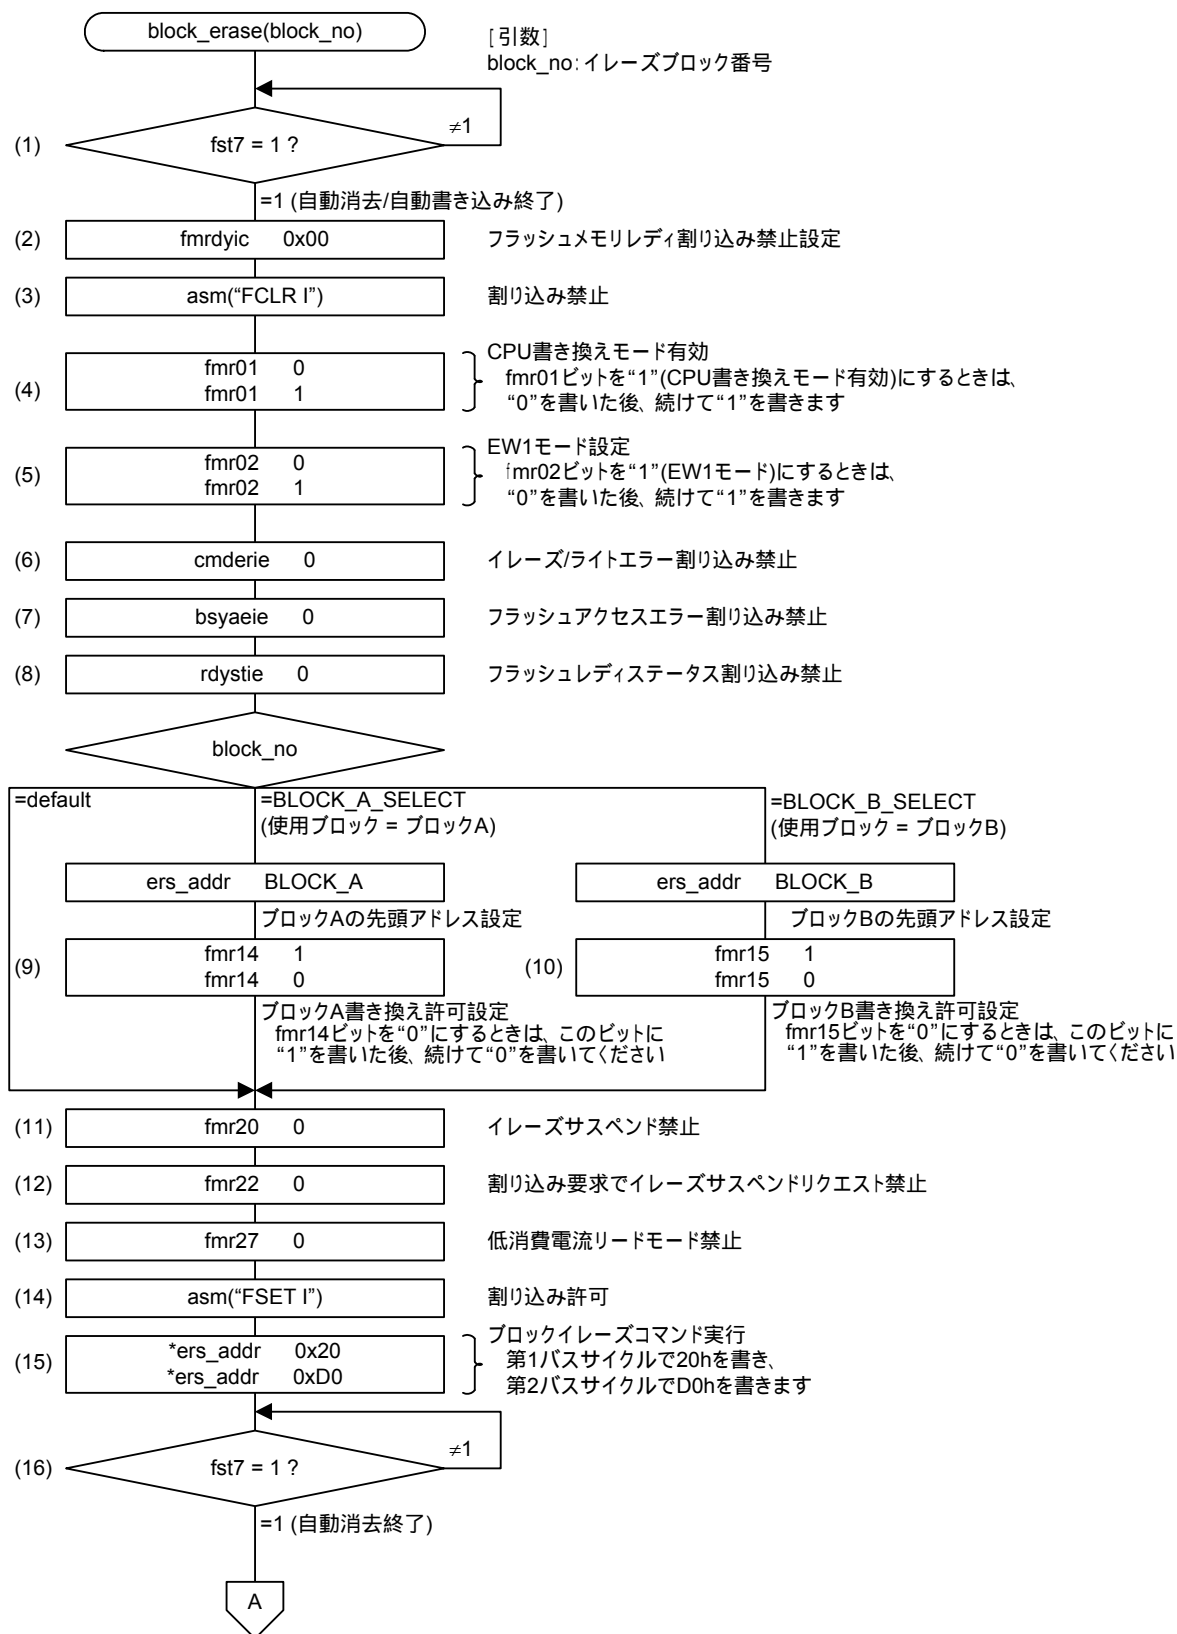 block_erase(block_no)
[引数]
block_no:イレーズブロック番号
(1)
fst7 = 1 ?
≠1
=1 (自動消去/自動書き込み終了)
(2)
fmrdyic 0x00
フラッシュメモリレディ割り込み禁止設定
(3)
asm(“FCLR I”)
割り込み禁止
(4)
fmr01 0
fmr01 1
CPU書き換えモード有効
fmr01ビットを“1”(CPU書き換えモード有効)にするときは、
“0”を書いた後、続けて“1”を書きます
(5)
fmr02 0
fmr02 1
EW1モード設定
fmr02ビットを“1”(EW1モード)にするときは、
“0”を書いた後、続けて“1”を書きます
(6)
cmderie 0
イレーズ/ライトエラー割り込み禁止
(7)
bsyaeie 0
フラッシュアクセスエラー割り込み禁止
(8)
rdystie 0
フラッシュレディステータス割り込み禁止
block_no
=default
=BLOCK_A_SELECT
(使用ブロック = ブロックA)
=BLOCK_B_SELECT
(使用ブロック = ブロックB)
ers_addr BLOCK_A
ers_addr BLOCK_B
ブロックAの先頭アドレス設定
ブロックBの先頭アドレス設定
(9)
fmr14 1
fmr14 0
(10)
fmr15 1
fmr15 0
ブロックA書き換え許可設定
fmr14ビットを“0”にするときは、このビットに
“1”を書いた後、続けて“0”を書いてください
ブロックB書き換え許可設定
fmr15ビットを“0”にするときは、このビットに
“1”を書いた後、続けて“0”を書いてください
(11)
fmr20 0
イレーズサスペンド禁止
(12)
fmr22 0
割り込み要求でイレーズサスペンドリクエスト禁止
(13)
fmr27 0
低消費電流リードモード禁止
(14)
asm(“FSET I”)
割り込み許可
(15)
*ers_addr 0x20
*ers_addr 0xD0
ブロックイレーズコマンド実行
第1バスサイクルで20hを書き、
第2バスサイクルでD0hを書きます
(16)
fst7 = 1 ?
≠1
=1 (自動消去終了)
A